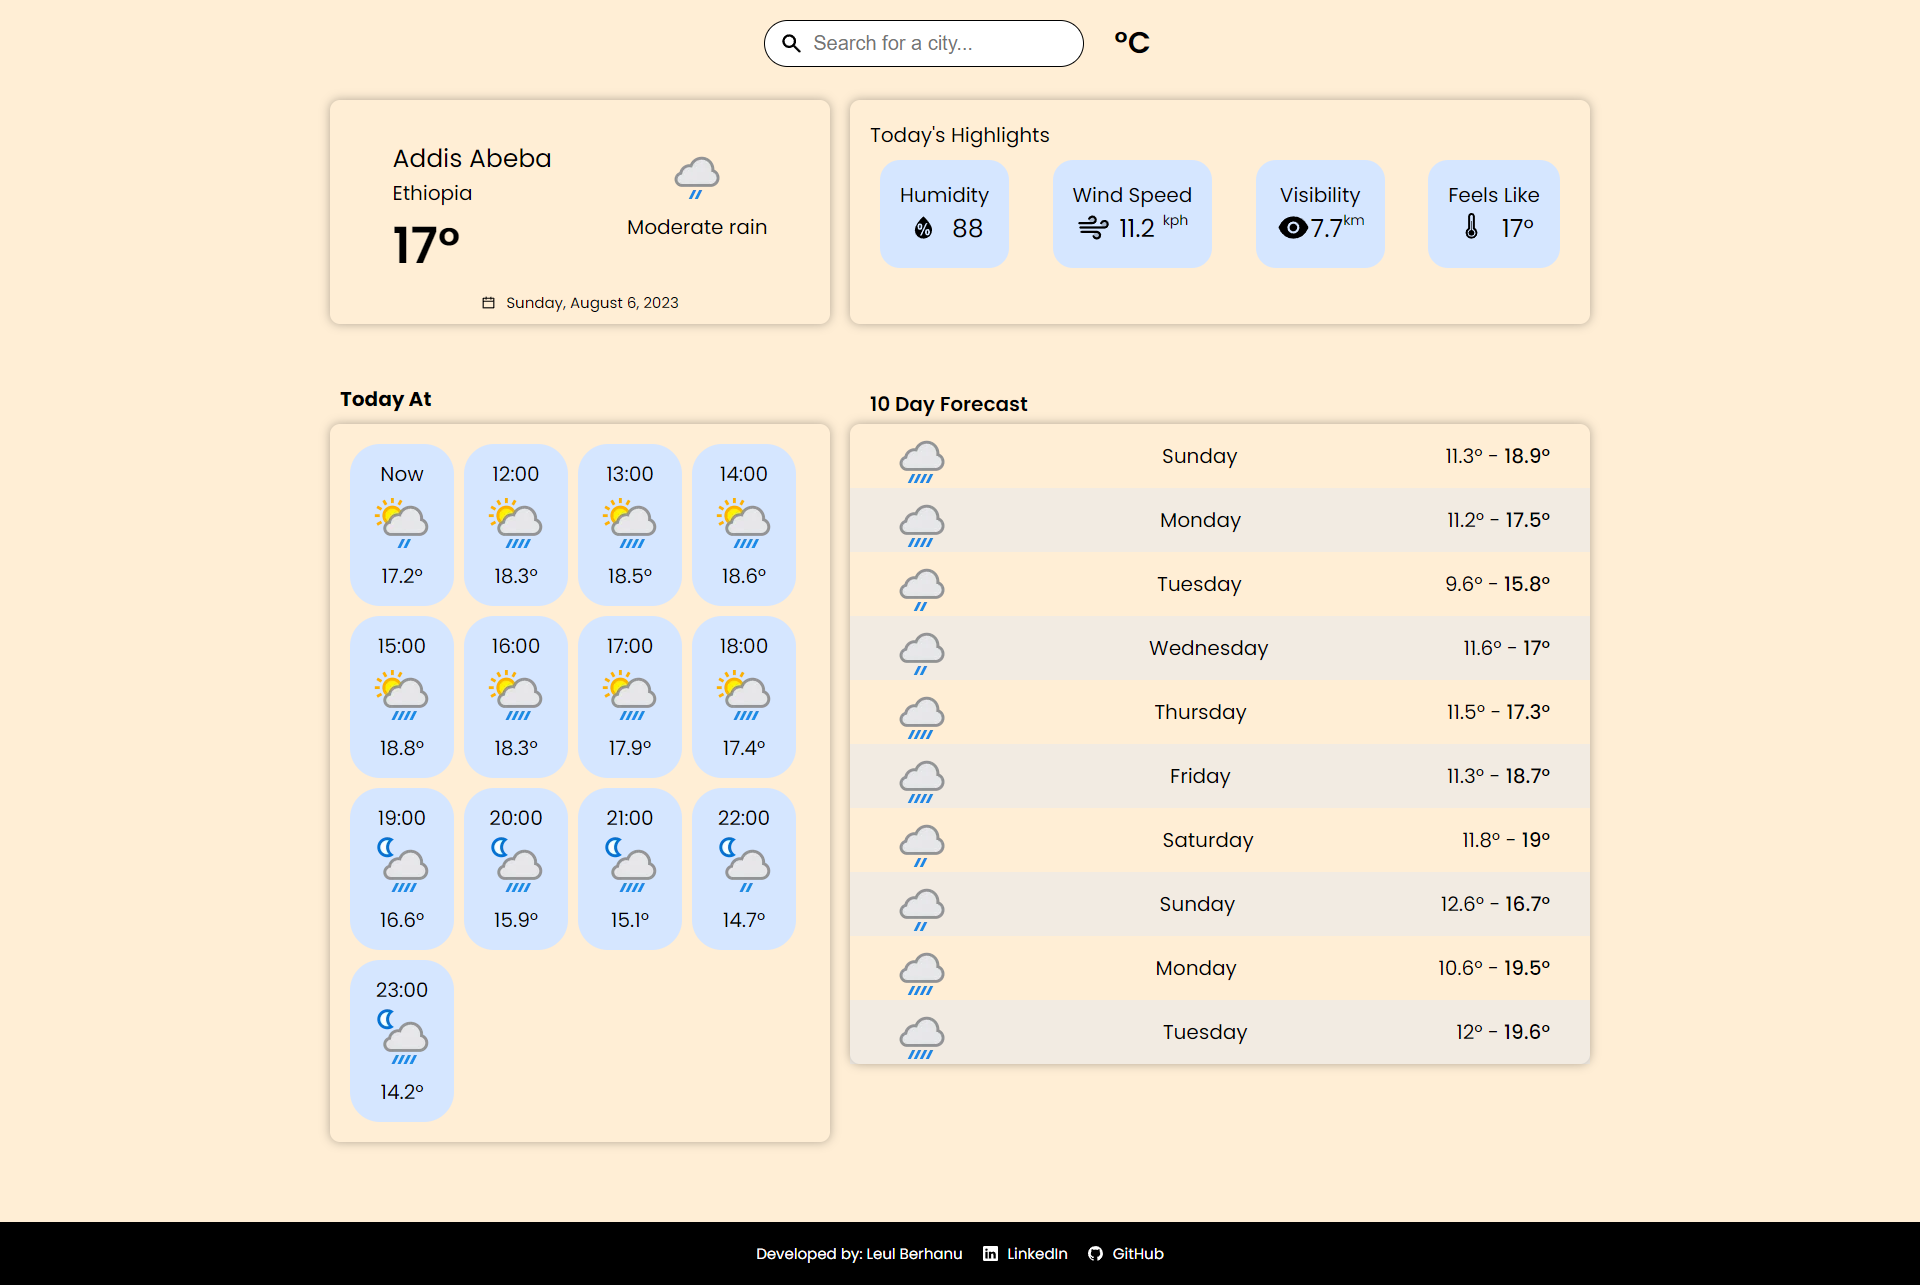 Search for a city...
°C
Addis Abeba
Ethiopia
17°
Moderate rain
Sunday, August 6, 2023
Today's Highlights
Humidity
88
Wind Speed
11.2 kph
Visibility
7.7km
Feels Like
17°
Today At
Now
17.2°
12:00
18.3°
13:00
18.5°
14:00
18.6°
15:00
18.8°
16:00
18.3°
17:00
17.9°
18:00
17.4°
19:00
16.6°
20:00
15.9°
21:00
15.1°
22:00
14.7°
23:00
14.2°
10 Day Forecast
Sunday 11.3° - 18.9°
Monday 11.2° - 17.5°
Tuesday 9.6° - 15.8°
Wednesday 11.6° - 17°
Thursday 11.5° - 17.3°
Friday 11.3° - 18.7°
Saturday 11.8° - 19°
Sunday 12.6° - 16.7°
Monday 10.6° - 19.5°
Tuesday 12° - 19.6°
Developed by: Leul Berhanu LinkedIn GitHub